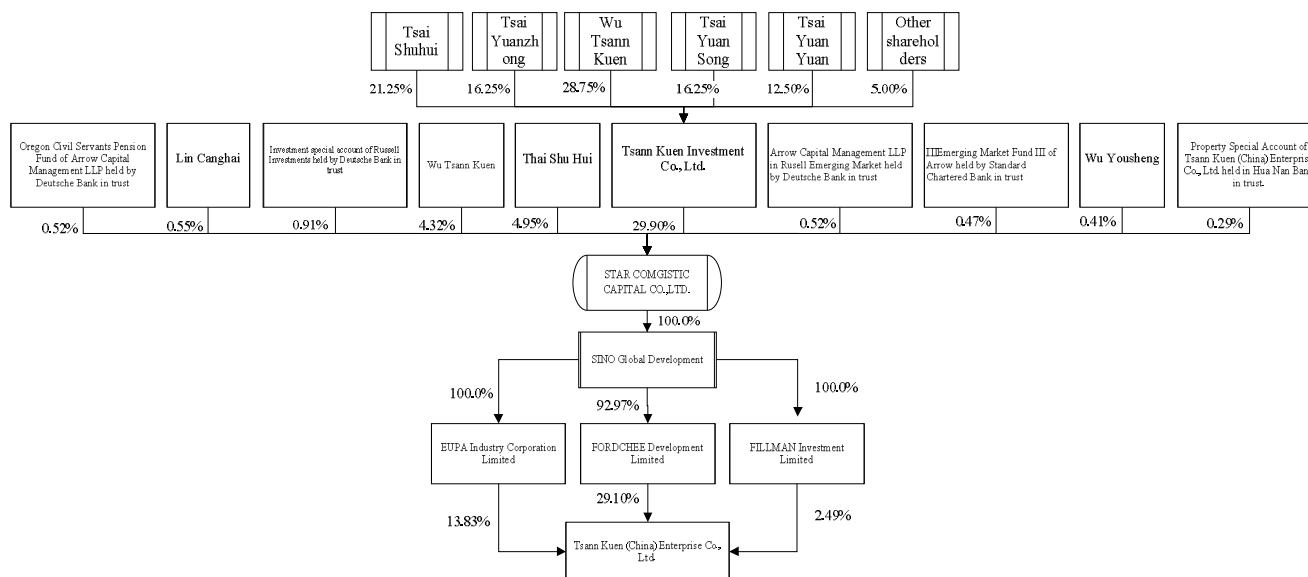 Tsai
Shuhui
Tsai
Yuanzh
ong
Wu
Tsann
Kuen
Tsai
Yuan
Song
Tsai
Yuan
Yuan
Other
sharehol
ders
21.25%
16.25%
28.75%
16.25%
12.50%
5.00%
Oregon Civil Servants Pension
Fund of Arrow Capital
Management LLP held by
Deutsche Bank in trust
Lin Canghai
Investment special account of Russell
Investments held by Deutsche Bank in
trust
Wu Tsann Kuen
Thai Shu Hui
Tsann Kuen Investment
Co., Ltd.
Arrow Capital Management LLP
in Rusell Emerging Market held
by Deutsche Bank in trust
IIIEmerging Market Fund III of
Arrow held by Standard
Chartered Bank in trust
Wu Yousheng
Property Special Account of
Tsann Kuen (China) Enterprise
Co., Ltd. held in Hua Nan Bank
in trust.
0.52%
0.55%
0.91%
4.32%
4.95%
29.90%
0.52%
0.47%
0.41%
0.29%
STAR COMGISTIC
CAPITAL CO.,LTD.
100.0%
SINO Global Development
100.0%
92.97%
100.0%
EUPA Industry Corporation
Limited
FORDCHEE Development
Limited
FILLMAN Investment
Limited
13.83%
29.10%
2.49%
Tsann Kuen (China) Enterprise Co.,
Ltd.